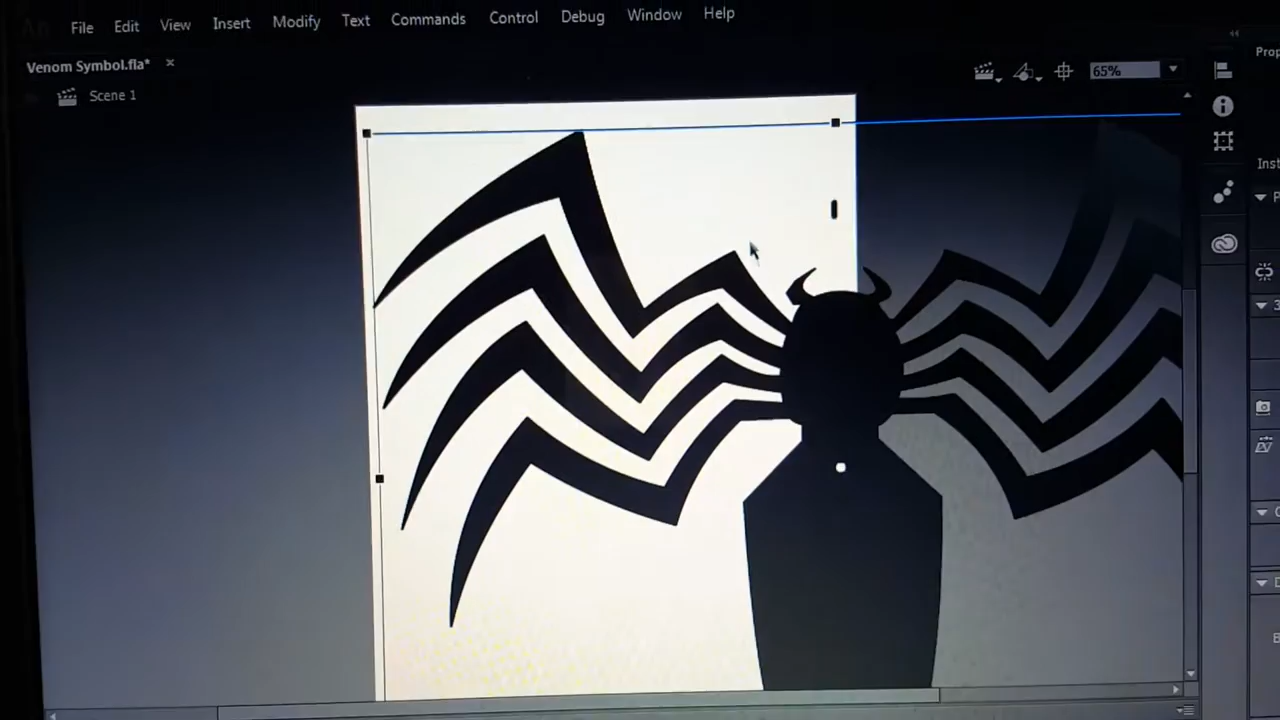 File Edit View Insert Modify Text Commands Control Debug Window Help
Venom Symbol.fla*
Scene 1
65%